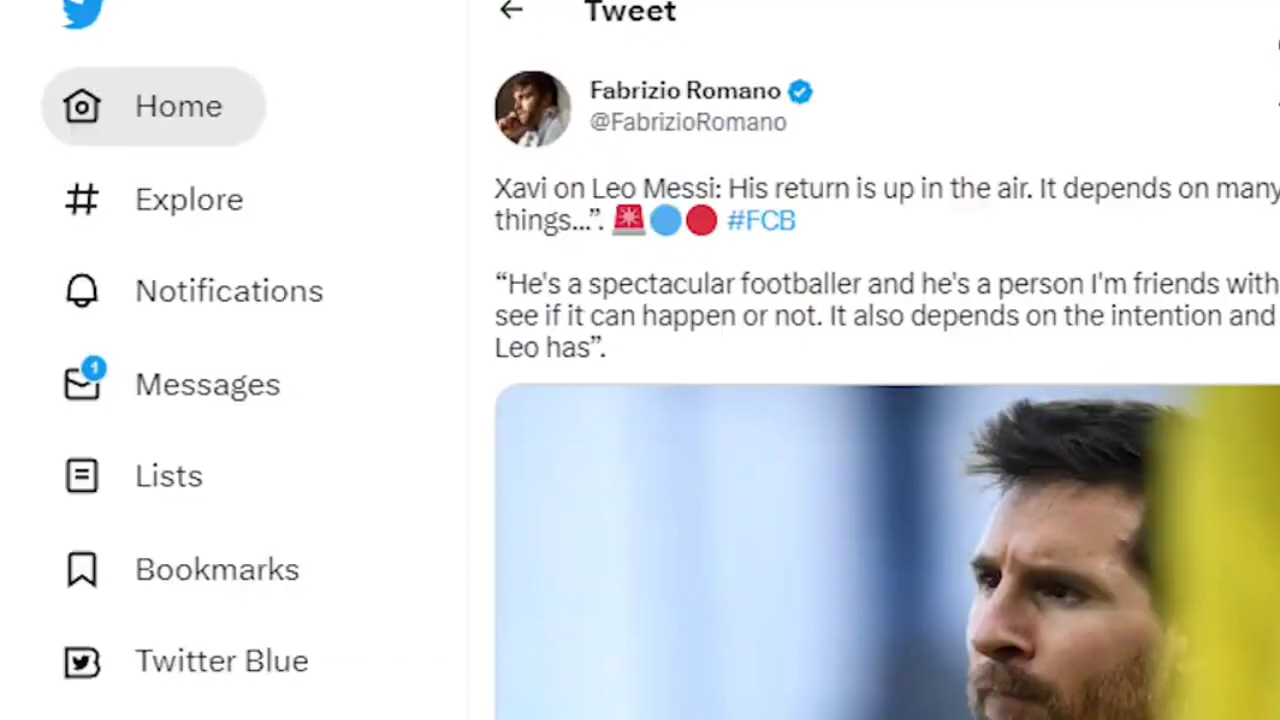 Tweet
Home
Explore
Notifications
1
Messages
Lists
Bookmarks
Twitter Blue
Fabrizio Romano
@FabrizioRomano
Xavi on Leo Messi: His return is up in the air. It depends on many
things...”. #FCB
“He's a spectacular footballer and he's a person I'm friends with
see if it can happen or not. It also depends on the intention and
Leo has”.